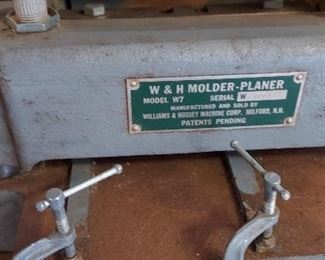 W & H MOLDER-PLANER
MODEL W7 SERIAL W
MANUFACTURED AND SOLD BY
WILLIAMS & HUSSEY MACHINE CORP. MILFORD, N.H.
PATENTS PENDING